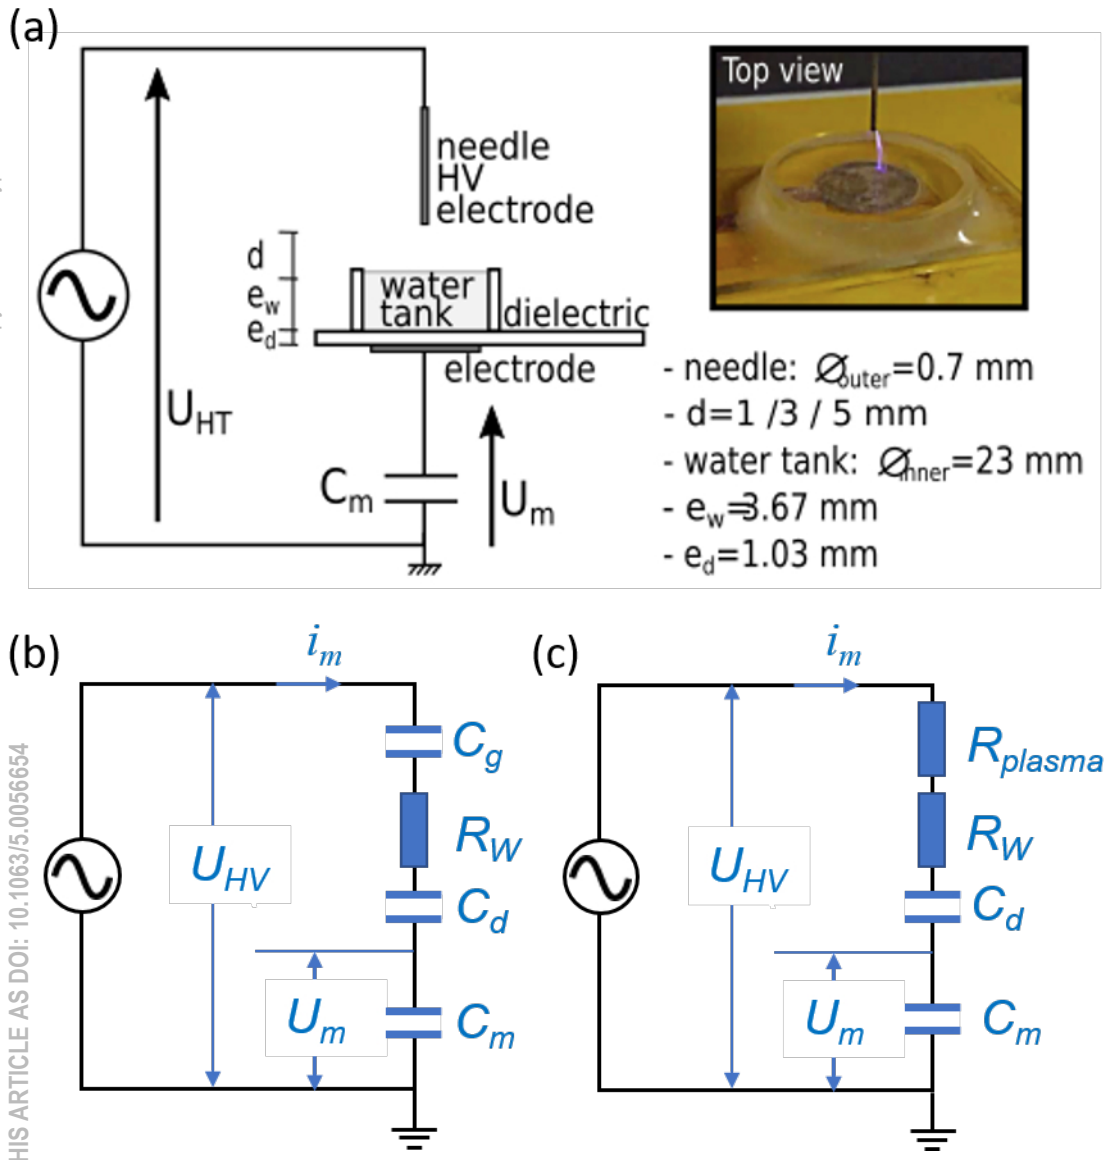 (a)
Top view
needle
HV
electrode
d
water
tank
e_w
e_d
dielectric
electrode
U_HT
C_m
U_m
- needle: Ø_outer=0.7 mm
- d=1 /3 / 5 mm
- water tank: Ø_inner=23 mm
- e_w=3.67 mm
- e_d=1.03 mm
(b)
i_m
C_g
R_W
U_HV
C_d
U_m
C_m
(c)
i_m
R_plasma
R_W
U_HV
C_d
U_m
C_m
HIS ARTICLE AS DOI: 10.1063/5.0056654